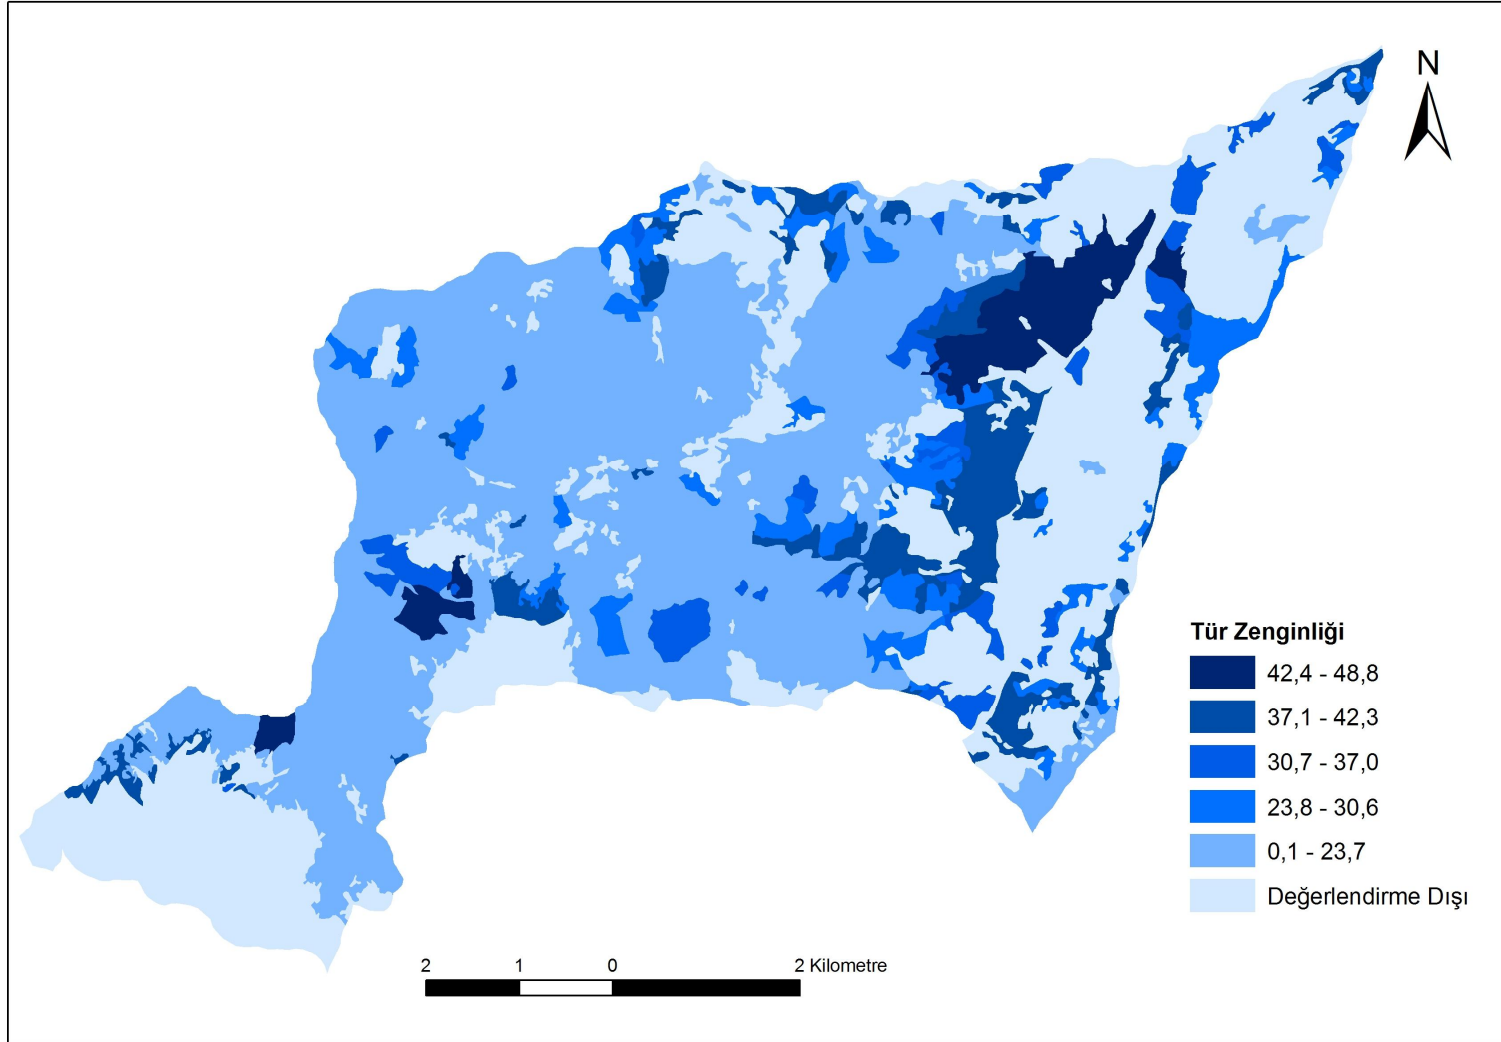 N
Tür Zenginliği
42,4 - 48,8
37,1 - 42,3
30,7 - 37,0
23,8 - 30,6
0,1 - 23,7
Değerlendirme Dışı
2 1 0 2 Kilometre